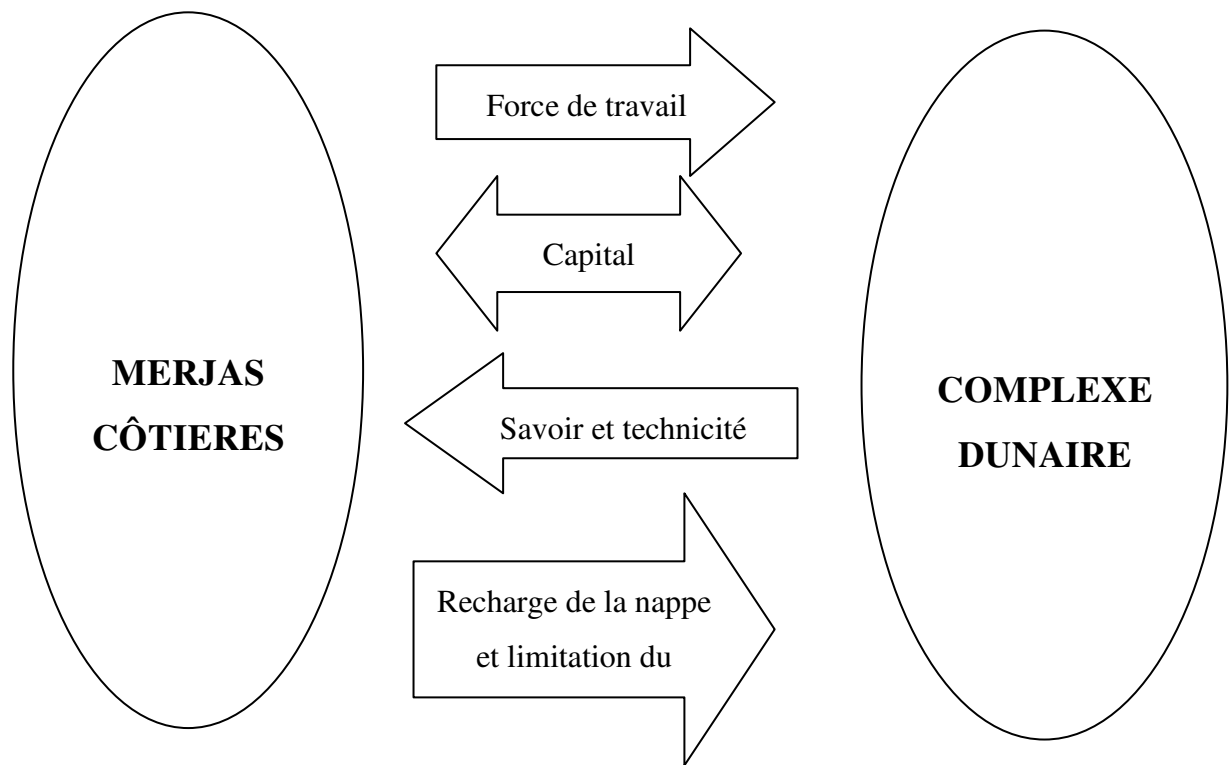 MERJAS
CÔTIERES
Force de travail
Capital
Savoir et technicité
Recharge de la nappe
et limitation du
COMPLEXE
DUNAIRE